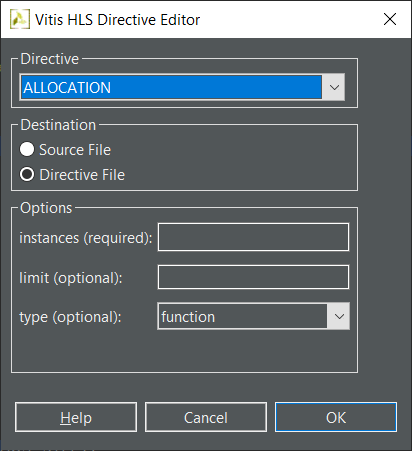 Vitis HLS Directive Editor
Directive
ALLOCATION
Destination
Source File
Directive File
Options
instances (required):
limit (optional):
type (optional): function
Help Cancel OK